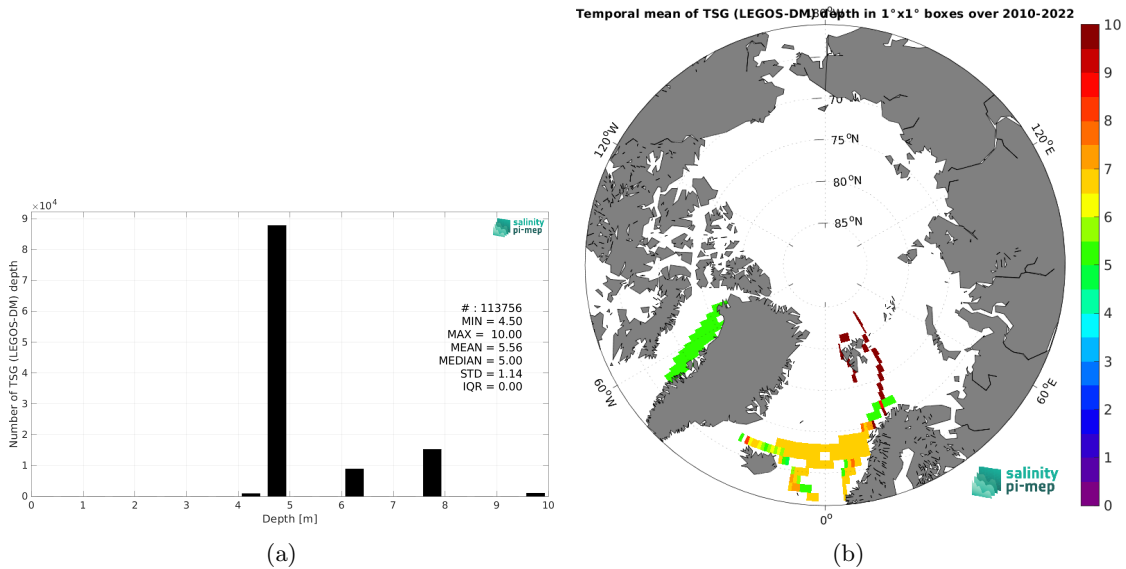 Temporal mean of TSG (LEGOS-DM) depth in 1°x1° boxes over 2010-2022
180°W
120°W
120°E
60°W
60°E
0°
70°N
75°N
80°N
85°N
salinity
pi-mep
10
9
8
7
6
5
4
3
2
1
0
×10⁴
9
8
7
6
5
4
3
2
1
0
Number of TSG (LEGOS-DM) depth
salinity
pi-mep
# : 113756
MIN = 4.50
MAX = 10.00
MEAN = 5.56
MEDIAN = 5.00
STD = 1.14
IQR = 0.00
0 1 2 3 4 5 6 7 8 9 10
Depth [m]
(a)
(b)